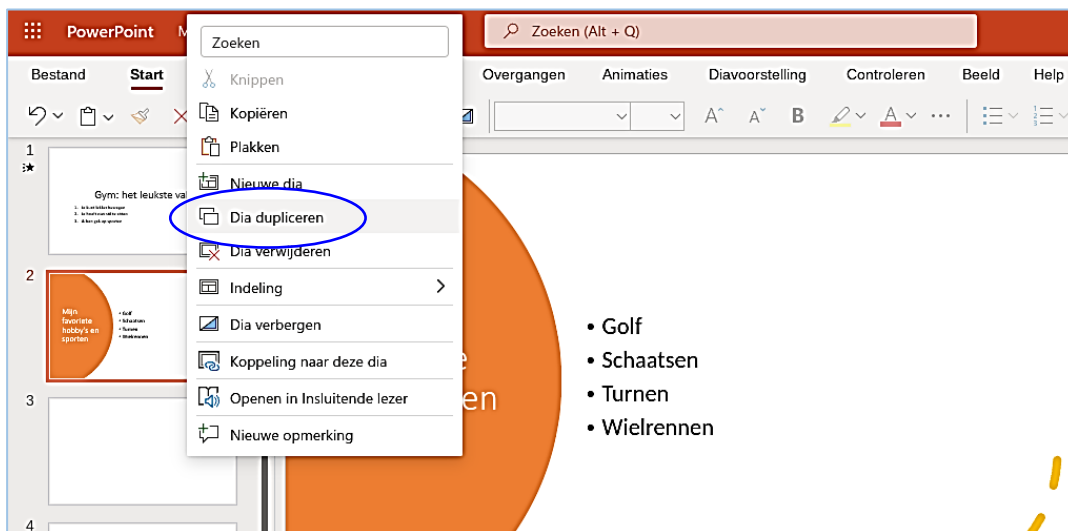 PowerPoint
Zoeken (Alt + Q)
Bestand Start Overgangen Animaties Diavoorstelling Controleren Beeld Help
Zoeken
Knippen
Kopiëren
Plakken
Nieuwe dia
Dia dupliceren
Dia verwijderen
Indeling
Dia verbergen
Koppeling naar deze dia
Openen in Insluitende lezer
Nieuwe opmerking
1
Gym: het leukste
2
Mijn
favoriete
hobby's en
sporten
• Golf
• Schaatsen
• Turnen
• Wielrennen
3
4
en
• Golf
• Schaatsen
• Turnen
• Wielrennen